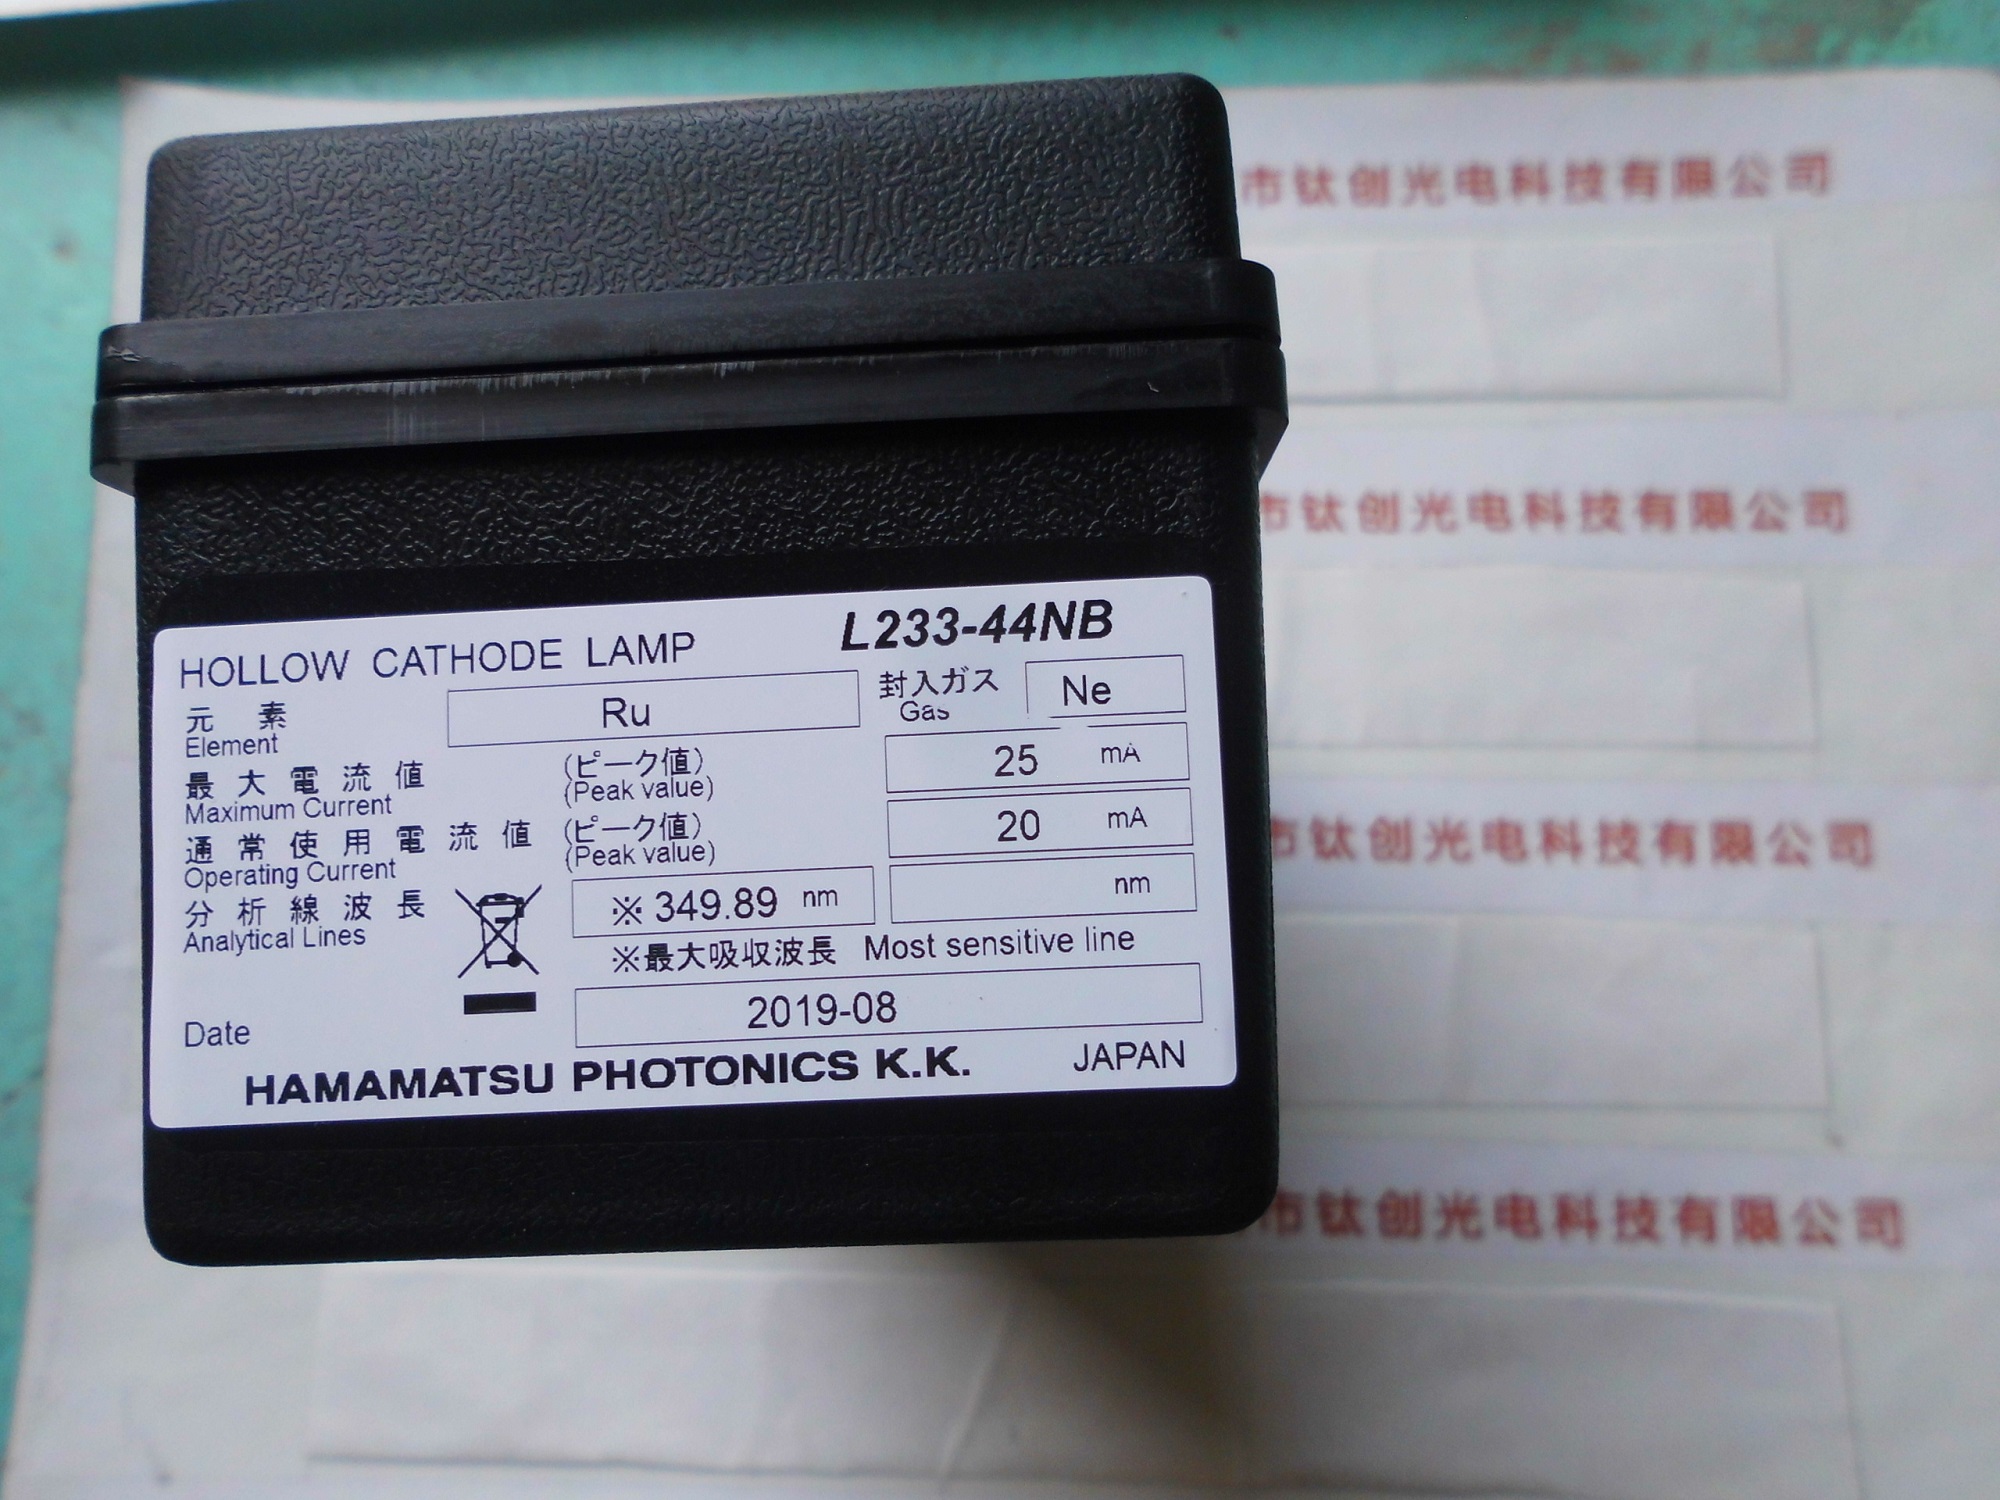 HOLLOW CATHODE LAMP L233-44NB
元 素 Ru 封入ガス Ne
Element Gas
最大電流値 (ピーク値) 25 mA
Maximum Current (Peak value)
通常使用電流値 (ピーク値) 20 mA
Operating Current (Peak value)
分析線波長 ※ 349.89 nm nm
Analytical Lines
※最大吸収波長 Most sensitive line
Date 2019-08
HAMAMATSU PHOTONICS K.K. JAPAN
市钛创光电科技有限公司
市钛创光电科技有限公司
市钛创光电科技有限公司
市钛创光电科技有限公司